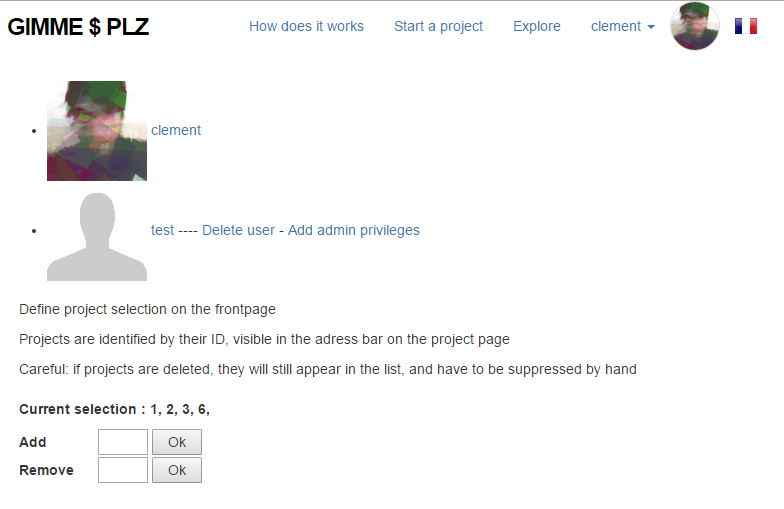 GIMME $ PLZ How does it works Start a project Explore clement
clement
test ---- Delete user - Add admin privileges
Define project selection on the frontpage
Projects are identified by their ID, visible in the adress bar on the project page
Careful: if projects are deleted, they will still appear in the list, and have to be suppressed by hand
Current selection : 1, 2, 3, 6,
Add Ok
Remove Ok